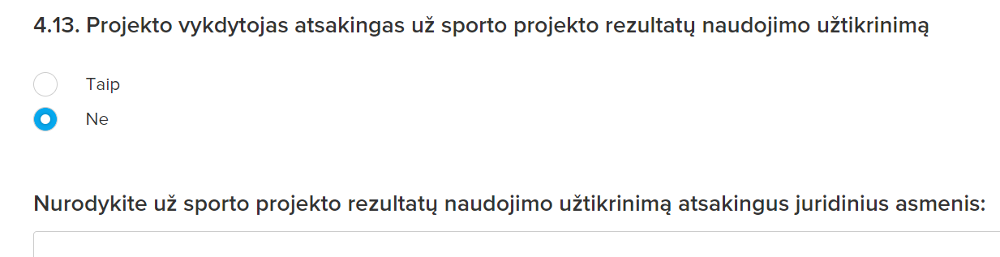 4.13. Projekto vykdytojas atsakingas už sporto projekto rezultatų naudojimo užtikrinimą
Taip
Ne
Nurodykite už sporto projekto rezultatų naudojimo užtikrinimą atsakingus juridinius asmenis: